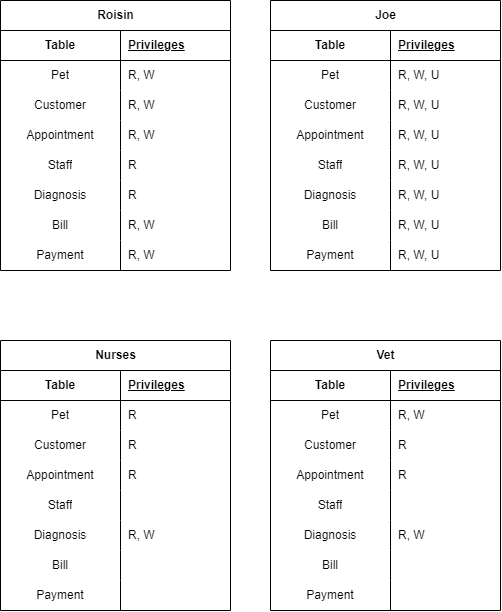 Roisin
Table Privileges
Pet R, W
Customer R, W
Appointment R, W
Staff R
Diagnosis R
Bill R, W
Payment R, W
Joe
Table Privileges
Pet R, W, U
Customer R, W, U
Appointment R, W, U
Staff R, W, U
Diagnosis R, W, U
Bill R, W, U
Payment R, W, U
Nurses
Table Privileges
Pet R
Customer R
Appointment R
Staff
Diagnosis R, W
Bill
Payment
Vet
Table Privileges
Pet R, W
Customer R
Appointment R
Staff
Diagnosis R, W
Bill
Payment